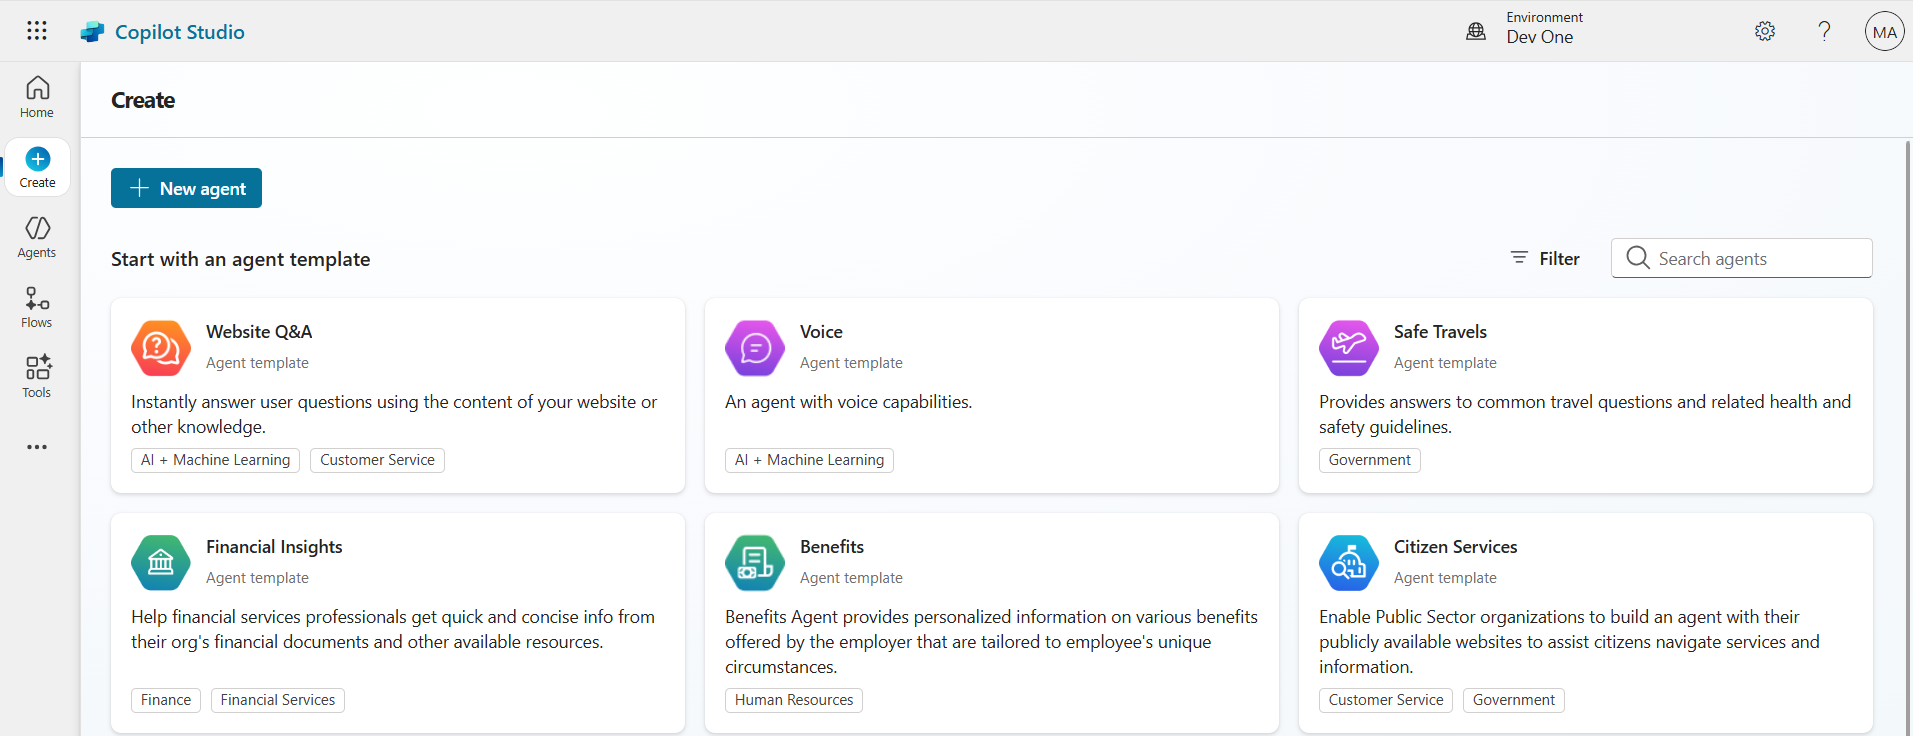 Copilot Studio
Environment
Dev One
MA
Home
Create
Agents
Flows
Tools
Create
New agent
Start with an agent template
Filter
Search agents
Website Q&A
Agent template
Instantly answer user questions using the content of your website or
other knowledge.
AI + Machine Learning
Customer Service
Voice
Agent template
An agent with voice capabilities.
AI + Machine Learning
Safe Travels
Agent template
Provides answers to common travel questions and related health and
safety guidelines.
Government
Financial Insights
Agent template
Help financial services professionals get quick and concise info from
their org's financial documents and other available resources.
Finance
Financial Services
Benefits
Agent template
Benefits Agent provides personalized information on various benefits
offered by the employer that are tailored to employee's unique
circumstances.
Human Resources
Citizen Services
Agent template
Enable Public Sector organizations to build an agent with their
publicly available websites to assist citizens navigate services and
information.
Customer Service
Government